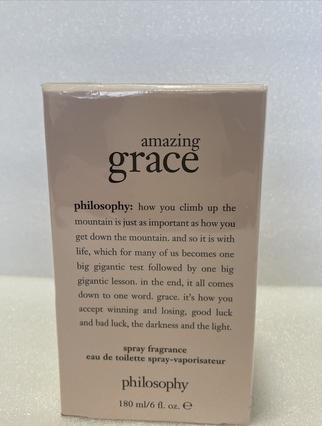 amazing
grace
philosophy: how you climb up the
mountain is just as important as how you
get down the mountain. and so it is with
life, which for many of us becomes one
big gigantic test followed by one big
gigantic lesson. in the end, it all comes
down to one word. grace. it's how you
accept winning and losing, good luck
and bad luck, the darkness and the light.
spray fragrance
eau de toilette spray-vaporisateur
philosophy
180 ml/6 fl. oz. ℮